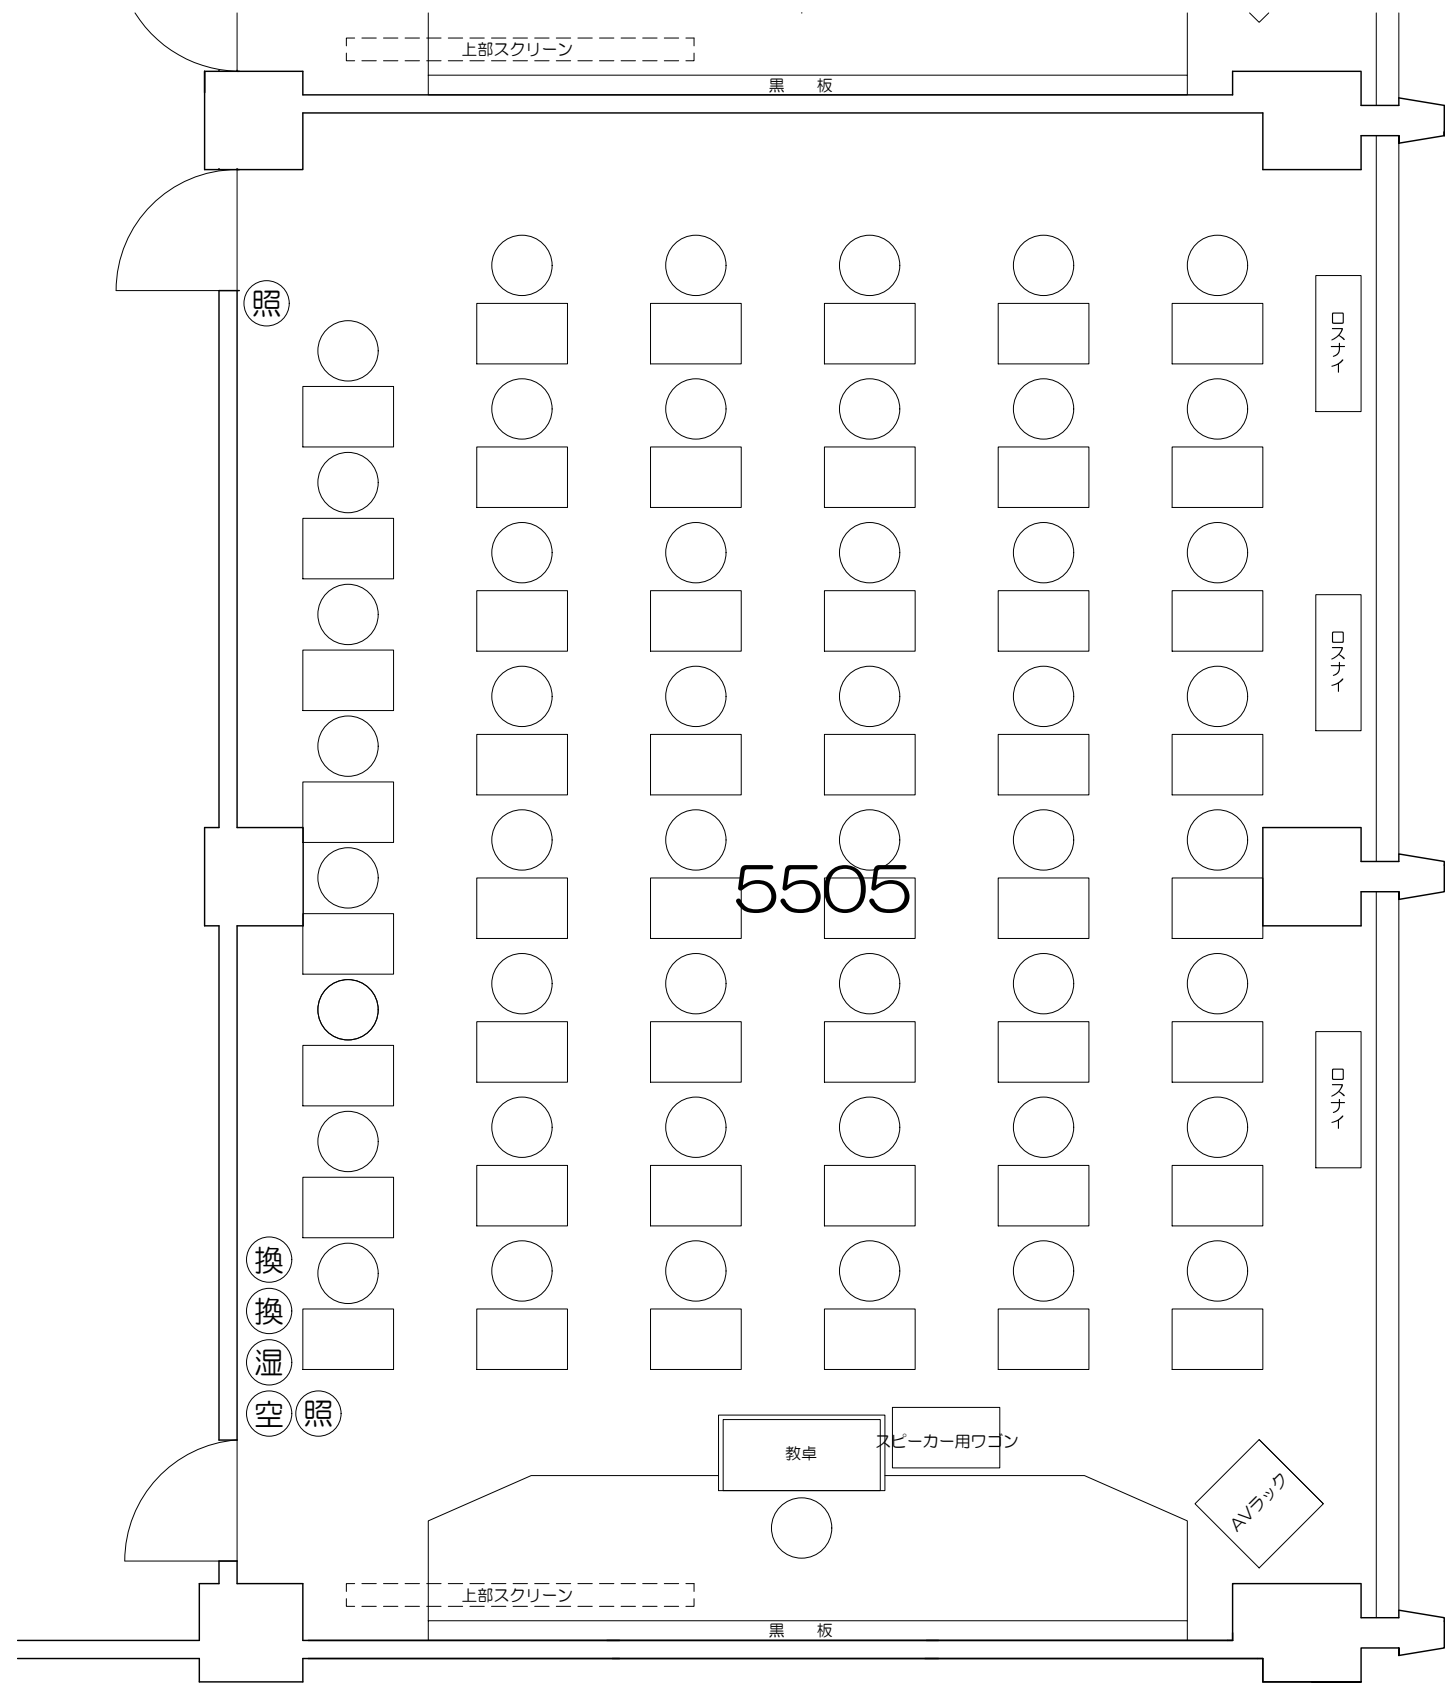 上部スクリーン
黒 板
照
ロスナイ
ロスナイ
5505
ロスナイ
換
換
湿
空 照
教卓
スピーカー用ワゴン
AVラック
上部スクリーン
黒 板